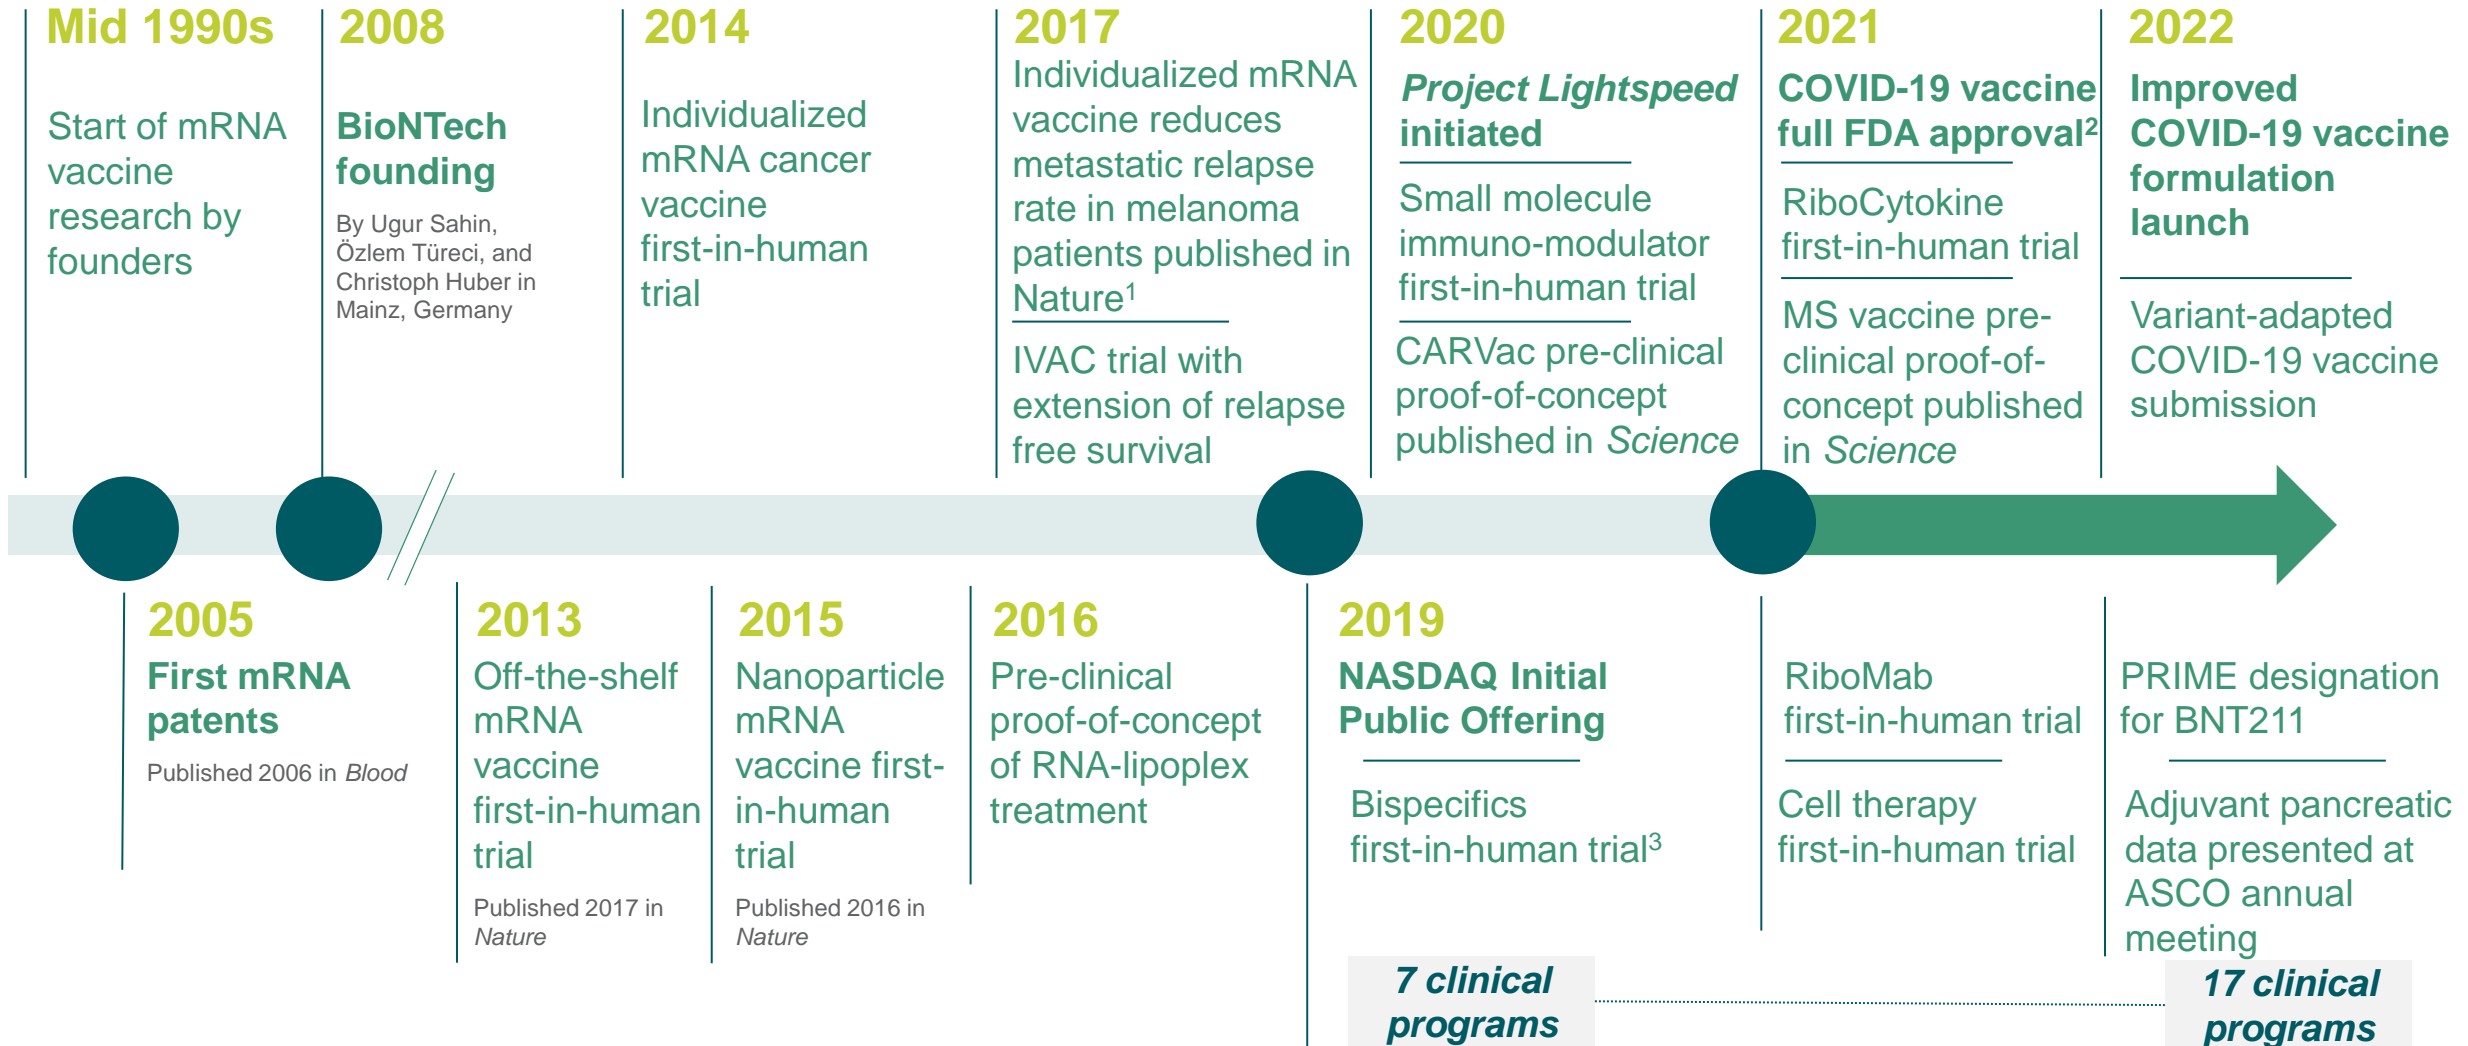 Mid 1990s
Start of mRNA
vaccine
research by
founders
2008
BioNTech
founding
By Ugur Sahin,
Özlem Türeci, and
Christoph Huber in
Mainz, Germany
2014
Individualized
mRNA cancer
vaccine
first-in-human
trial
2017
Individualized mRNA
vaccine reduces
metastatic relapse
rate in melanoma
patients published in
Nature¹
IVAC trial with
extension of relapse
free survival
2020
Project Lightspeed
initiated
Small molecule
immuno-modulator
first-in-human trial
CARVac pre-clinical
proof-of-concept
published in Science
2021
COVID-19 vaccine
full FDA approval²
RiboCytokine
first-in-human trial
MS vaccine pre-
clinical proof-of-
concept published
in Science
2022
Improved
COVID-19 vaccine
formulation
launch
Variant-adapted
COVID-19 vaccine
submission
2005
First mRNA
patents
Published 2006 in Blood
2013
Off-the-shelf
mRNA
vaccine
first-in-human
trial
Published 2017 in
Nature
2015
Nanoparticle
mRNA
vaccine first-
in-human
trial
Published 2016 in
Nature
2016
Pre-clinical
proof-of-concept
of RNA-lipoplex
treatment
2019
NASDAQ Initial
Public Offering
Bispecifics
first-in-human trial³
RiboMab
first-in-human trial
Cell therapy
first-in-human trial
PRIME designation
for BNT211
Adjuvant pancreatic
data presented at
ASCO annual
meeting
7 clinical
programs
17 clinical
programs